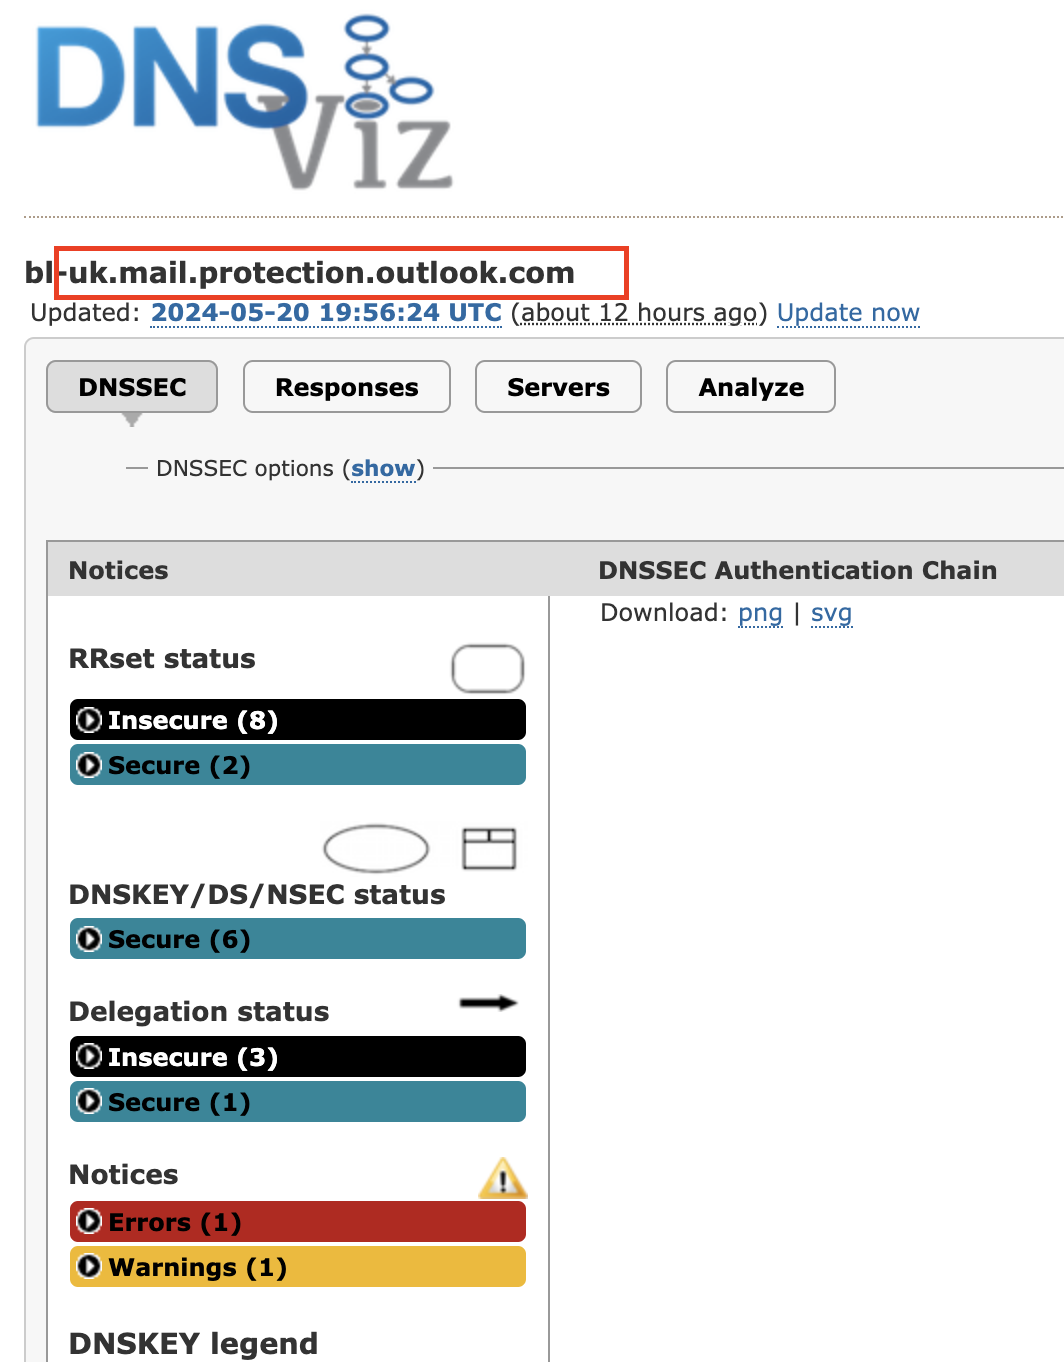 DNS
Viz
bl-uk.mail.protection.outlook.com
Updated: 2024-05-20 19:56:24 UTC (about 12 hours ago) Update now
DNSSEC Responses Servers Analyze
DNSSEC options (show)
Notices DNSSEC Authentication Chain
Download: png | svg
RRset status
Insecure (8)
Secure (2)
DNSKEY/DS/NSEC status
Secure (6)
Delegation status
Insecure (3)
Secure (1)
Notices
Errors (1)
Warnings (1)
DNSKEY legend